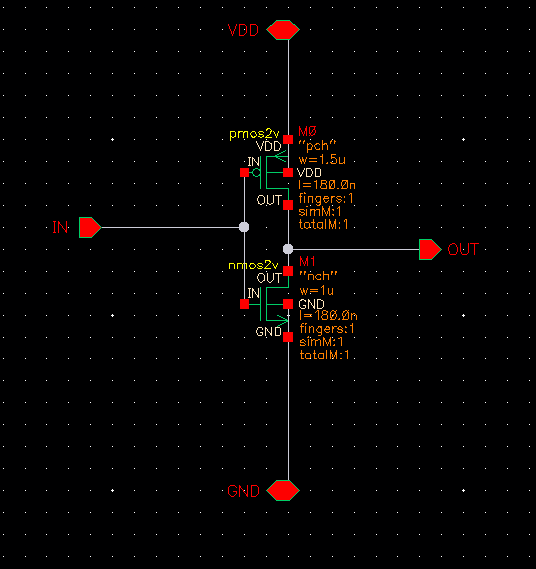 VDD
pmos2v
M0
VDD
"pch"
w=1.5u
IN
VDD
l=180.0n
OUT
fingers:1
simM:1
totalM:1
IN
OUT
nmos2v
M1
OUT
"nch"
w=1u
IN
GND
l=180.0n
GND
fingers:1
simM:1
totalM:1
GND